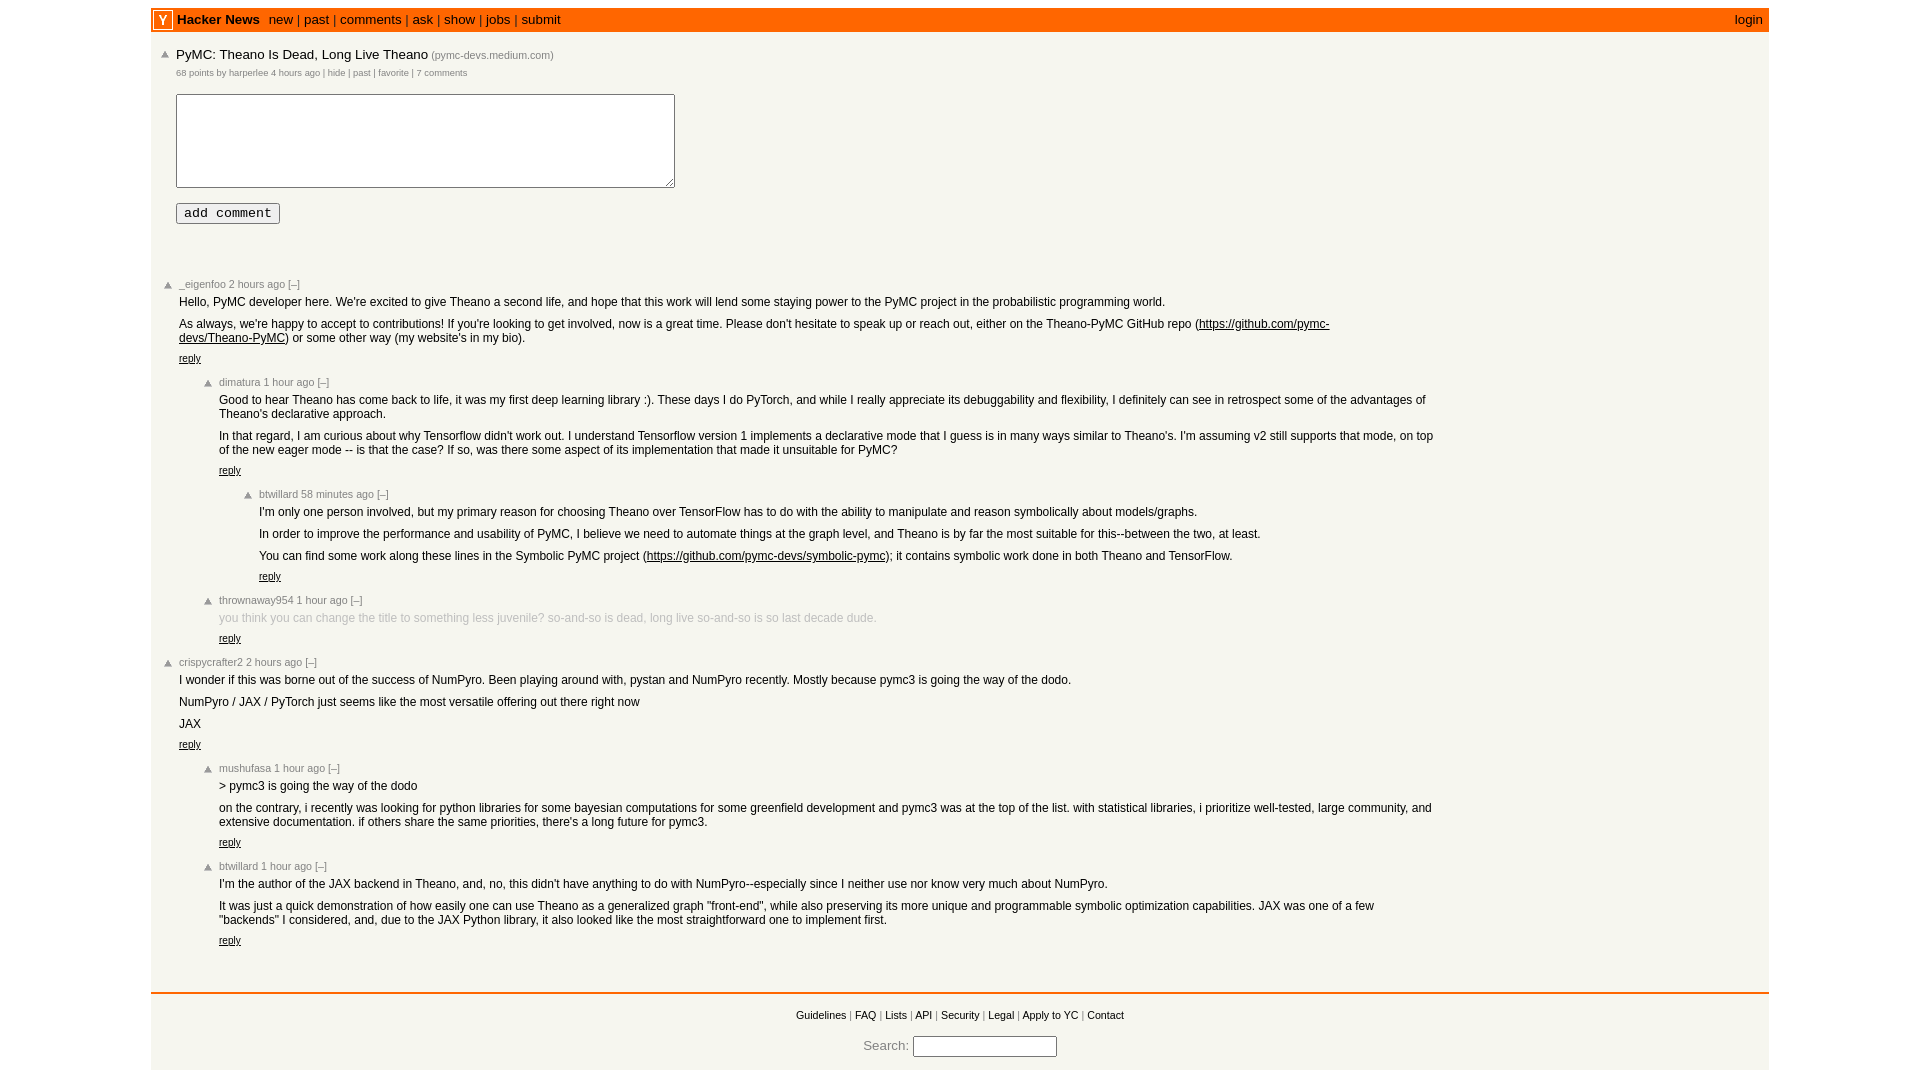 Y Hacker News new | past | comments | ask | show | jobs | submit login
PyMC: Theano Is Dead, Long Live Theano (pymc-devs.medium.com)
68 points by harperlee 4 hours ago | hide | past | favorite | 7 comments
add comment
_eigenfoo 2 hours ago [–]
Hello, PyMC developer here. We're excited to give Theano a second life, and hope that this work will lend some staying power to the PyMC project in the probabilistic programming world.
As always, we're happy to accept to contributions! If you're looking to get involved, now is a great time. Please don't hesitate to speak up or reach out, either on the Theano-PyMC GitHub repo (https://github.com/pymc-
devs/Theano-PyMC) or some other way (my website's in my bio).
reply
dimatura 1 hour ago [–]
Good to hear Theano has come back to life, it was my first deep learning library :). These days I do PyTorch, and while I really appreciate its debuggability and flexibility, I definitely can see in retrospect some of the advantages of
Theano's declarative approach.
In that regard, I am curious about why Tensorflow didn't work out. I understand Tensorflow version 1 implements a declarative mode that I guess is in many ways similar to Theano's. I'm assuming v2 still supports that mode, on top
of the new eager mode -- is that the case? If so, was there some aspect of its implementation that made it unsuitable for PyMC?
reply
btwillard 58 minutes ago [–]
I'm only one person involved, but my primary reason for choosing Theano over TensorFlow has to do with the ability to manipulate and reason symbolically about models/graphs.
In order to improve the performance and usability of PyMC, I believe we need to automate things at the graph level, and Theano is by far the most suitable for this--between the two, at least.
You can find some work along these lines in the Symbolic PyMC project (https://github.com/pymc-devs/symbolic-pymc); it contains symbolic work done in both Theano and TensorFlow.
reply
thrownaway954 1 hour ago [–]
you think you can change the title to something less juvenile? so-and-so is dead, long live so-and-so is so last decade dude.
reply
crispycrafter2 2 hours ago [–]
I wonder if this was borne out of the success of NumPyro. Been playing around with, pystan and NumPyro recently. Mostly because pymc3 is going the way of the dodo.
NumPyro / JAX / PyTorch just seems like the most versatile offering out there right now
JAX
reply
mushufasa 1 hour ago [–]
> pymc3 is going the way of the dodo
on the contrary, i recently was looking for python libraries for some bayesian computations for some greenfield development and pymc3 was at the top of the list. with statistical libraries, i prioritize well-tested, large community, and
extensive documentation. if others share the same priorities, there's a long future for pymc3.
reply
btwillard 1 hour ago [–]
I'm the author of the JAX backend in Theano, and, no, this didn't have anything to do with NumPyro--especially since I neither use nor know very much about NumPyro.
It was just a quick demonstration of how easily one can use Theano as a generalized graph "front-end", while also preserving its more unique and programmable symbolic optimization capabilities. JAX was one of a few
"backends" I considered, and, due to the JAX Python library, it also looked like the most straightforward one to implement first.
reply
Guidelines | FAQ | Lists | API | Security | Legal | Apply to YC | Contact
Search: